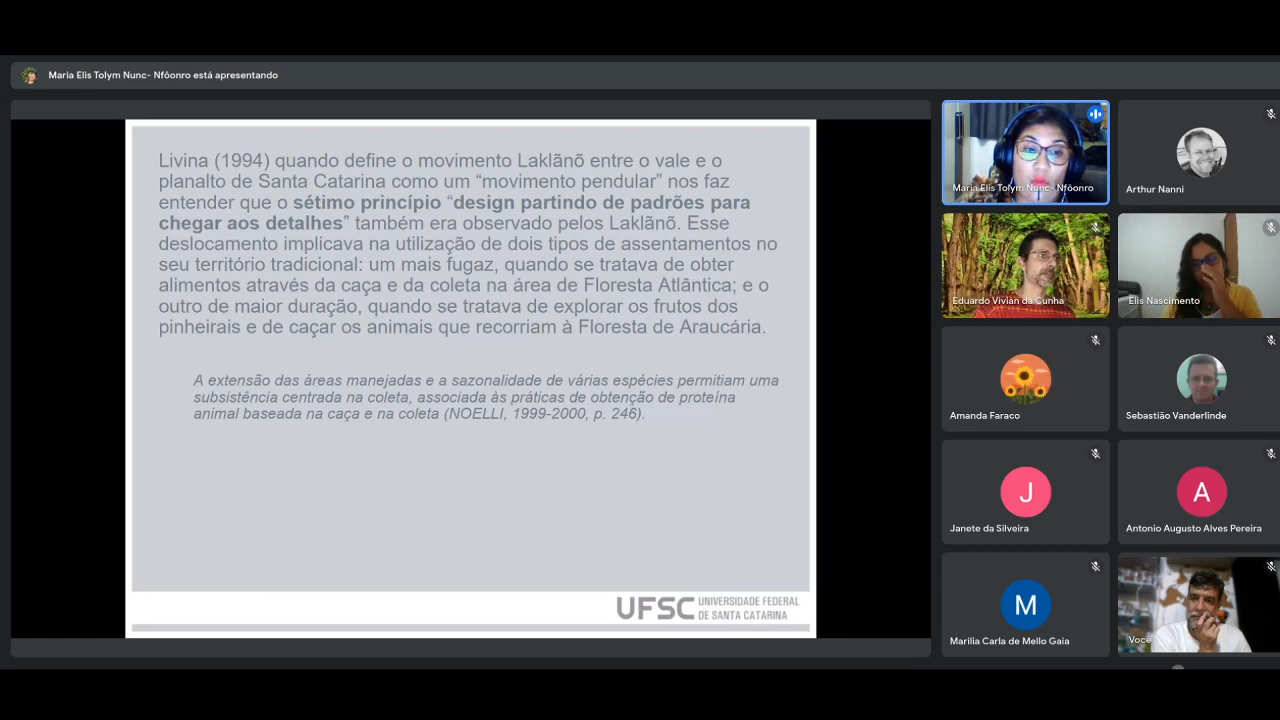 Maria Elis Tolym Nunc- Nfôonro está apresentando
Livina (1994) quando define o movimento Laklãnõ entre o vale e o
planalto de Santa Catarina como um “movimento pendular” nos faz
entender que o sétimo princípio “design partindo de padrões para
chegar aos detalhes” também era observado pelos Laklãnõ. Esse
deslocamento implicava na utilização de dois tipos de assentamentos no
seu território tradicional: um mais fugaz, quando se tratava de obter
alimentos através da caça e da coleta na área de Floresta Atlântica; e o
outro de maior duração, quando se tratava de explorar os frutos dos
pinheirais e de caçar os animais que recorriam à Floresta de Araucária.
A extensão das áreas manejadas e a sazonalidade de várias espécies permitiam uma
subsistência centrada na coleta, associada às práticas de obtenção de proteína
animal baseada na caça e na coleta (NOELLI, 1999-2000, p. 246).
UFSC UNIVERSIDADE FEDERAL
DE SANTA CATARINA
Maria Elis Tolym Nunc- Nfôonro
Arthur Nanni
Eduardo Vivian da Cunha
Elis Nascimento
Amanda Faraco
Sebastião Vanderlinde
J
Janete da Silveira
A
Antonio Augusto Alves Pereira
M
Marilia Carla de Mello Gaia
Você